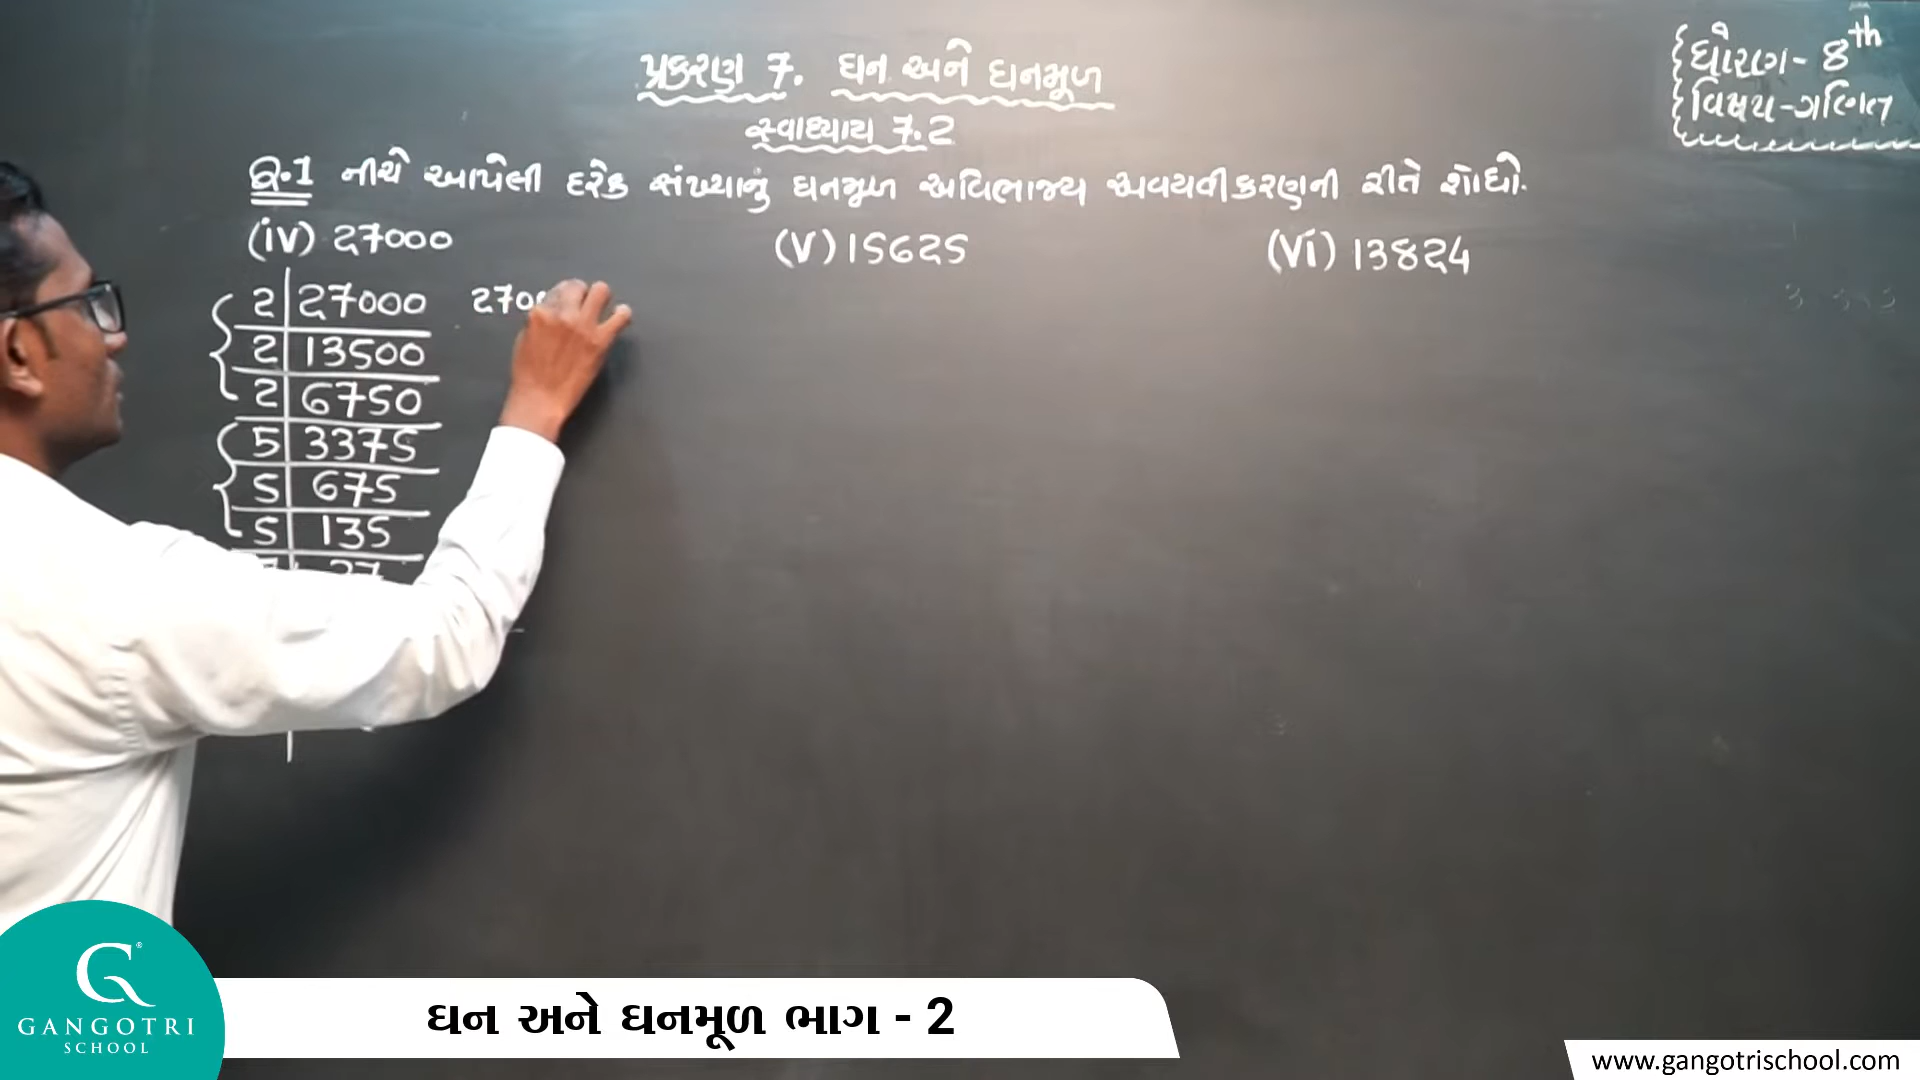 ધોરણ - 8th
વિષય - ગણિત
પ્રકરણ 7. ઘન અને ઘનમૂળ
સ્વાધ્યાય 7.2
Q.1 નીચે આપેલી દરેક સંખ્યાનું ઘનમૂળ અવિભાજ્ય અવયવીકરણની રીતે શોધો.
(iv) 27000 (V) 15625 (Vi) 13824
2 27000 2700
2 13500
2 6750
5 3375
5 675
5 135
27
G
GANGOTRI
SCHOOL
ઘન અને ઘનમૂળ ભાગ - 2
www.gangotrischool.com